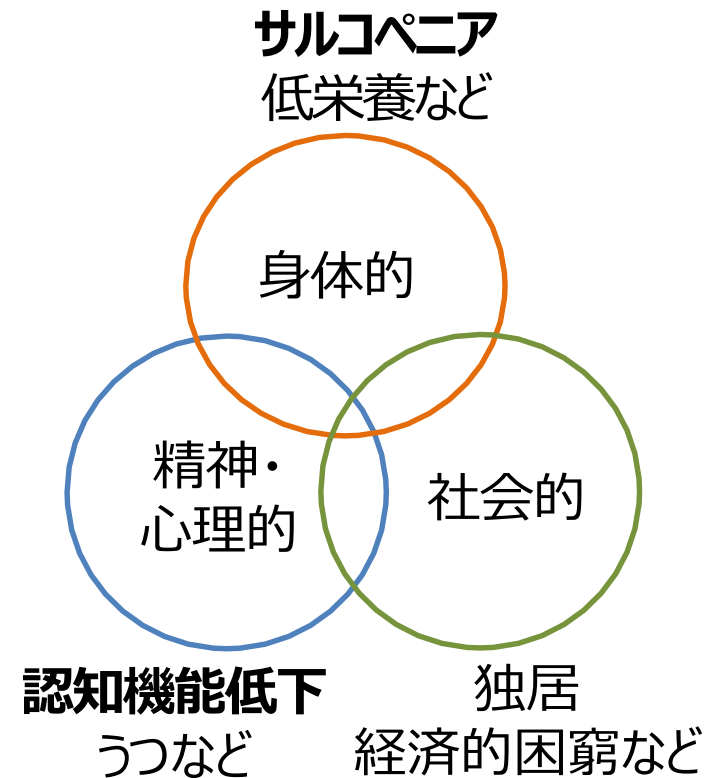 サルコペニア
低栄養など
身体的
精神・
心理的
社会的
認知機能低下
うつなど
独居
経済的困窮など